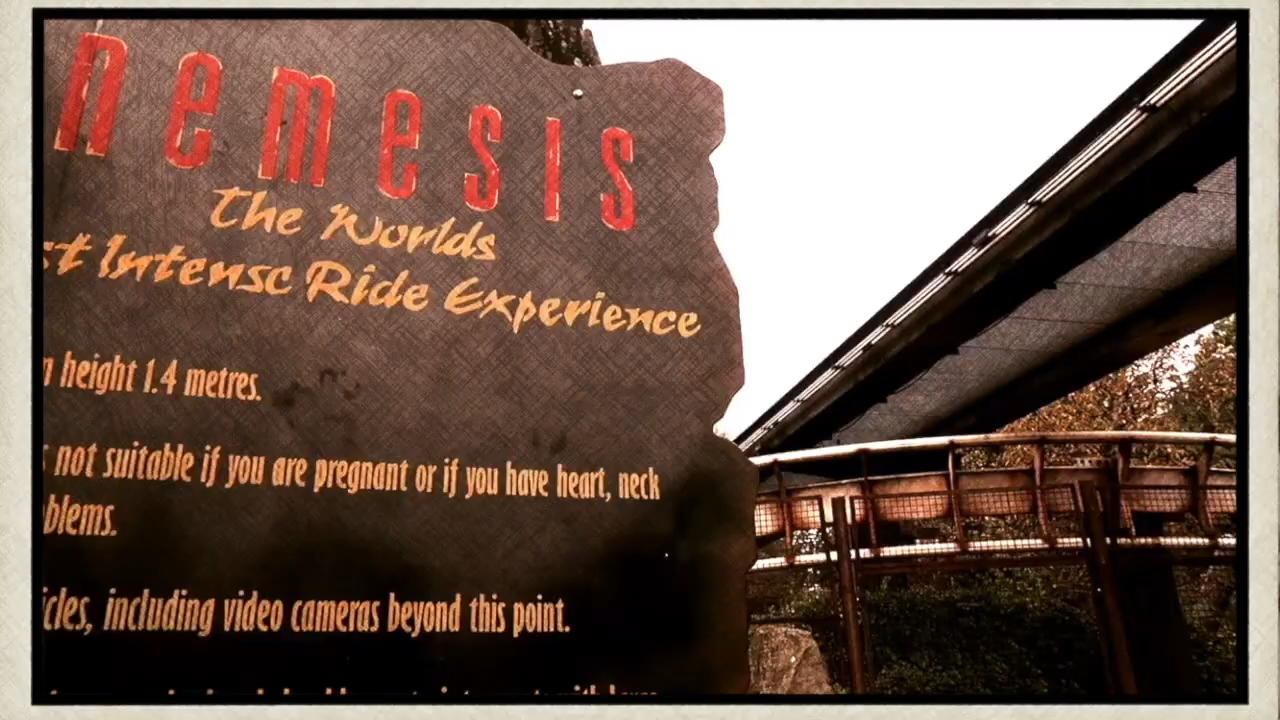 nemesis
The Worlds
st Intense Ride Experience
height 1.4 metres.
not suitable if you are pregnant or if you have heart, neck
blems.
cles, including video cameras beyond this point.